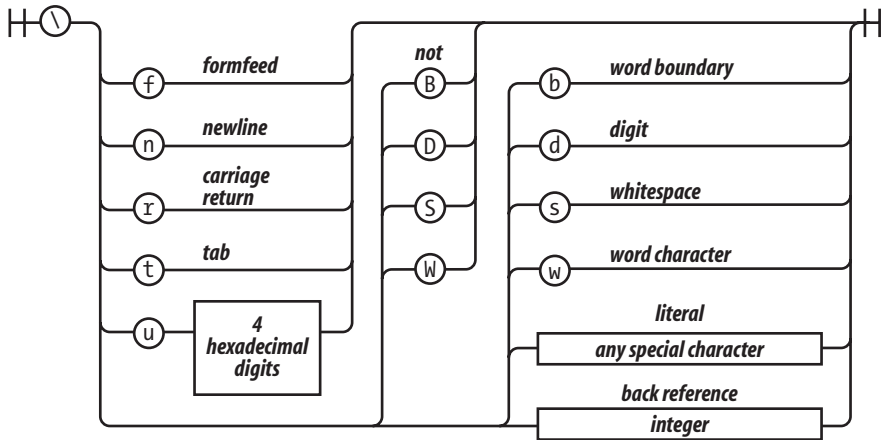 \
not
f formfeed
B
b word boundary
n newline
D
d digit
r carriage
return
S
s whitespace
t tab
W
w word character
u 4
hexadecimal
digits
literal
any special character
back reference
integer